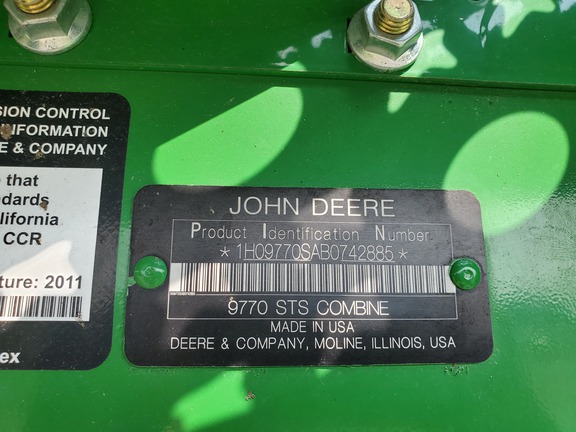 SION CONTROL
INFORMATION
E & COMPANY
that
ndards
lifornia
CCR
ture: 2011
ex
JOHN DEERE
Product Identification Number
*1H09770SAB0742885*
9770 STS COMBINE
MADE IN USA
DEERE & COMPANY, MOLINE, ILLINOIS, USA